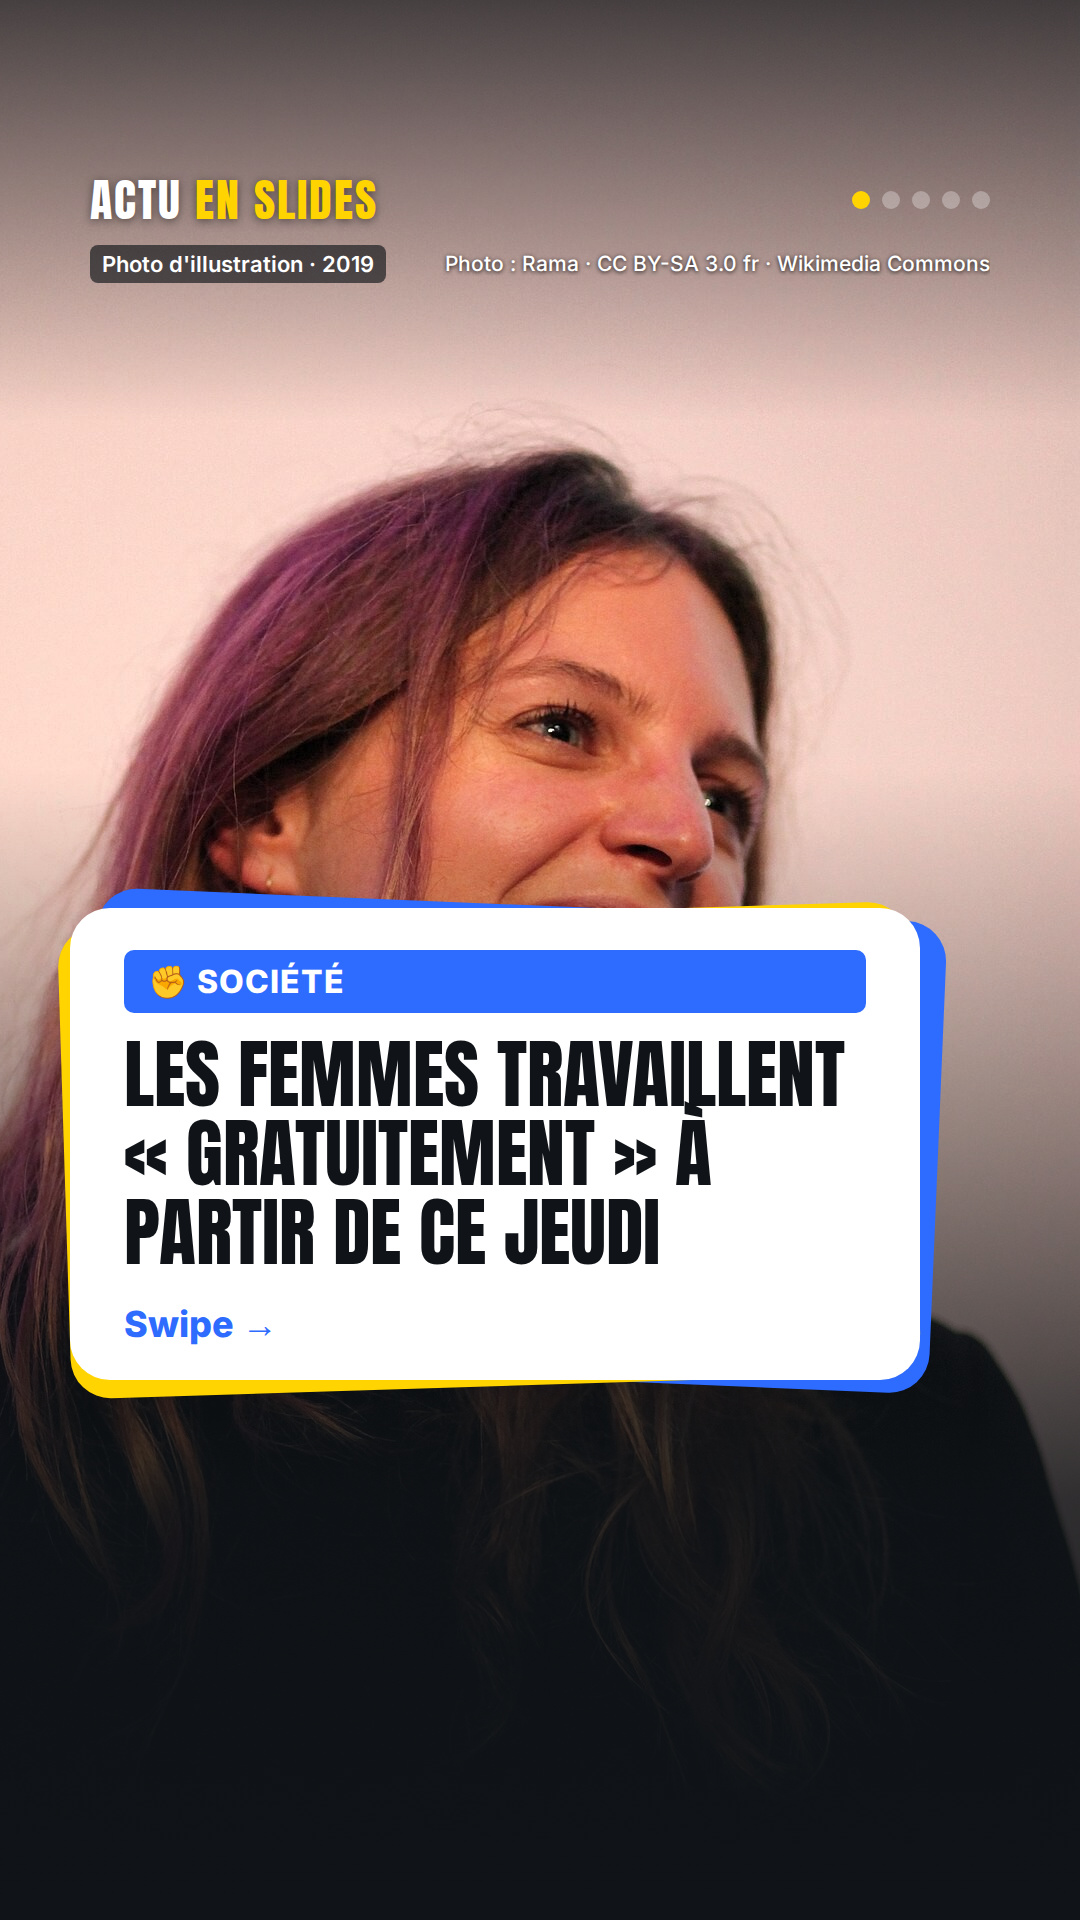 ACTU EN SLIDES
Photo d'illustration · 2019
Photo : Rama · CC BY-SA 3.0 fr · Wikimedia Commons
✊ SOCIÉTÉ
LES FEMMES TRAVAILLENT
« GRATUITEMENT » À
PARTIR DE CE JEUDI
Swipe →